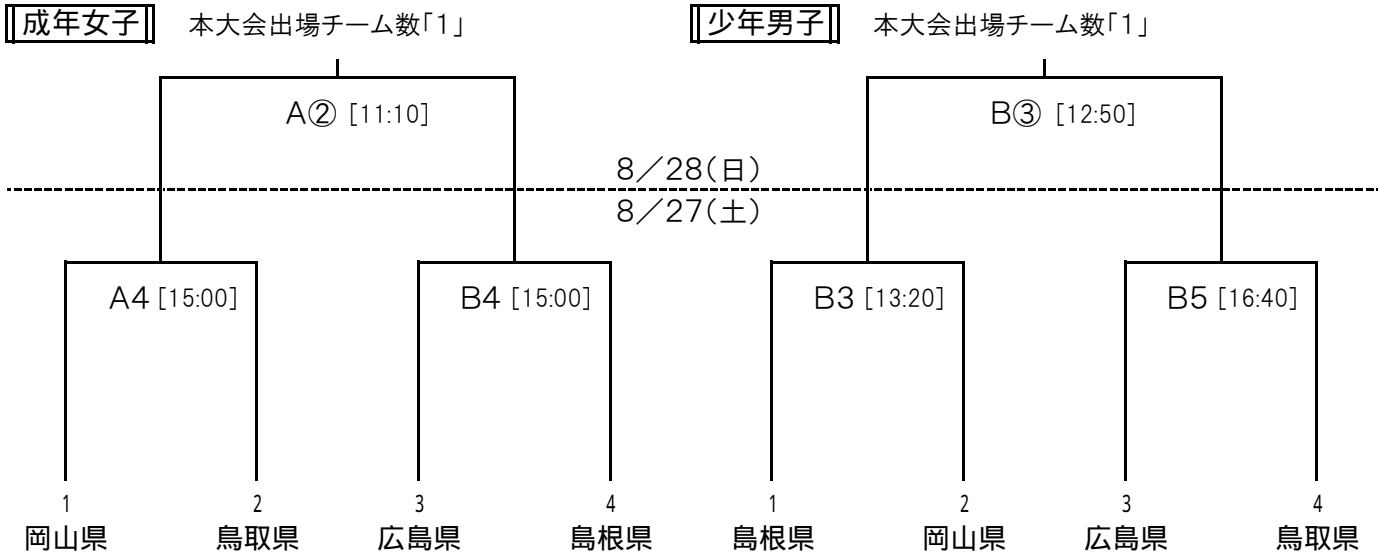 成年女子 本大会出場チーム数「1」 少年男子 本大会出場チーム数「1」
A② [11:10] B③ [12:50]
8/28(日)
8/27(土)
A4 [15:00] B4 [15:00] B3 [13:20] B5 [16:40]
1 2 3 4 1 2 3 4
岡山県 鳥取県 広島県 島根県 島根県 岡山県 広島県 鳥取県